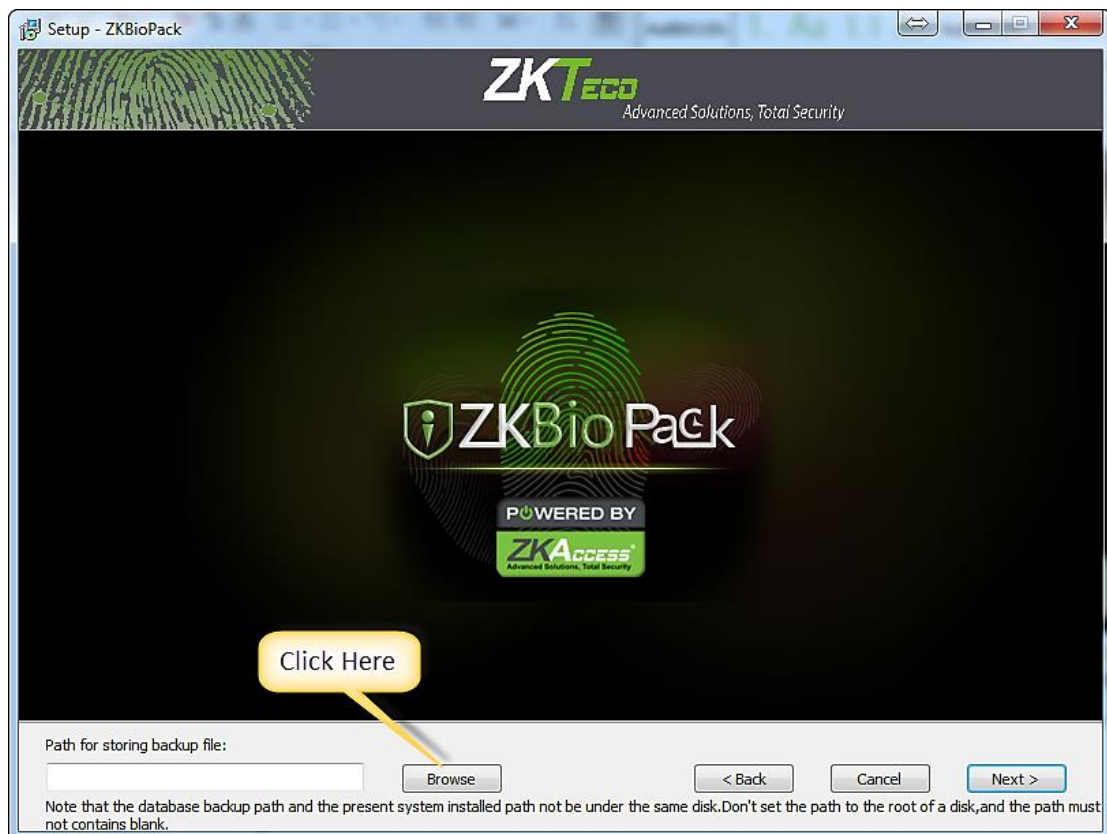 Setup - ZKBioPack
ZKTeco
Advanced Solutions, Total Security
ZKBio Pack
POWERED BY
ZKAccess
Advanced Solutions, Total Security
Click Here
Path for storing backup file:
Browse
< Back
Cancel
Next >
Note that the database backup path and the present system installed path not be under the same disk.Don't set the path to the root of a disk,and the path must
not contains blank.